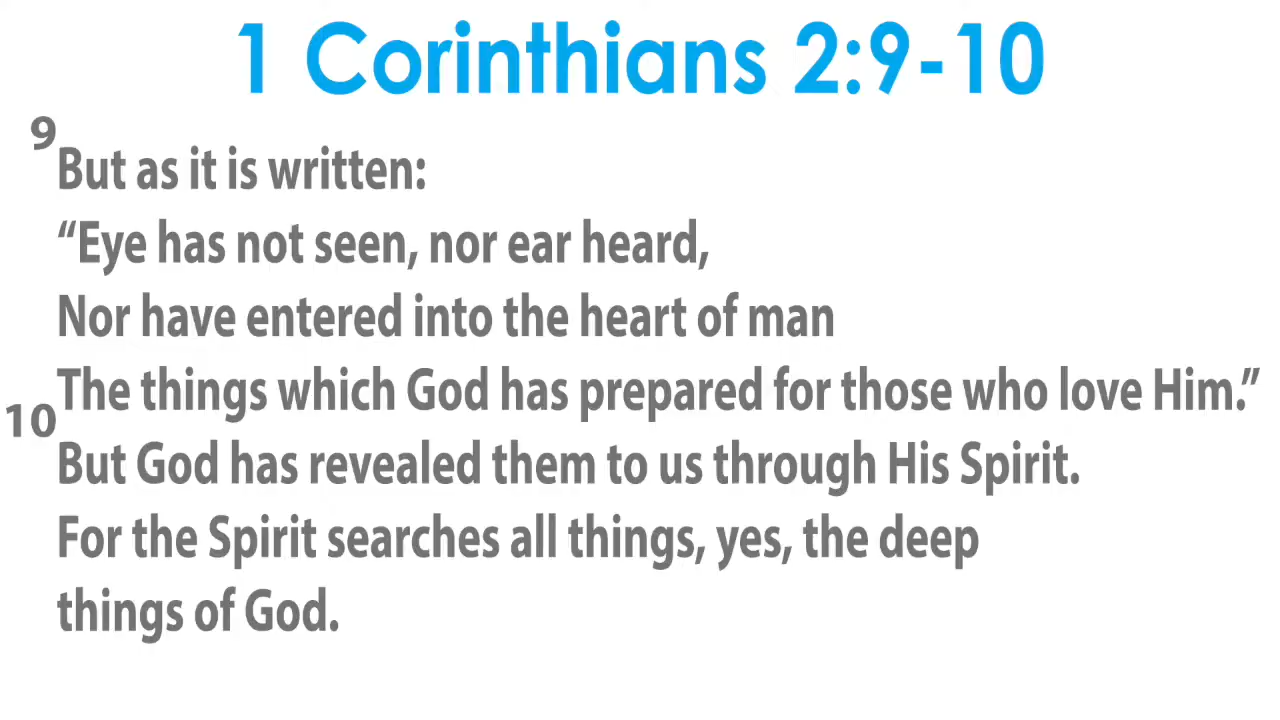 1 Corinthians 2:9-10
9 But as it is written:
“Eye has not seen, nor ear heard,
Nor have entered into the heart of man
The things which God has prepared for those who love Him.”
10 But God has revealed them to us through His Spirit.
For the Spirit searches all things, yes, the deep
things of God.